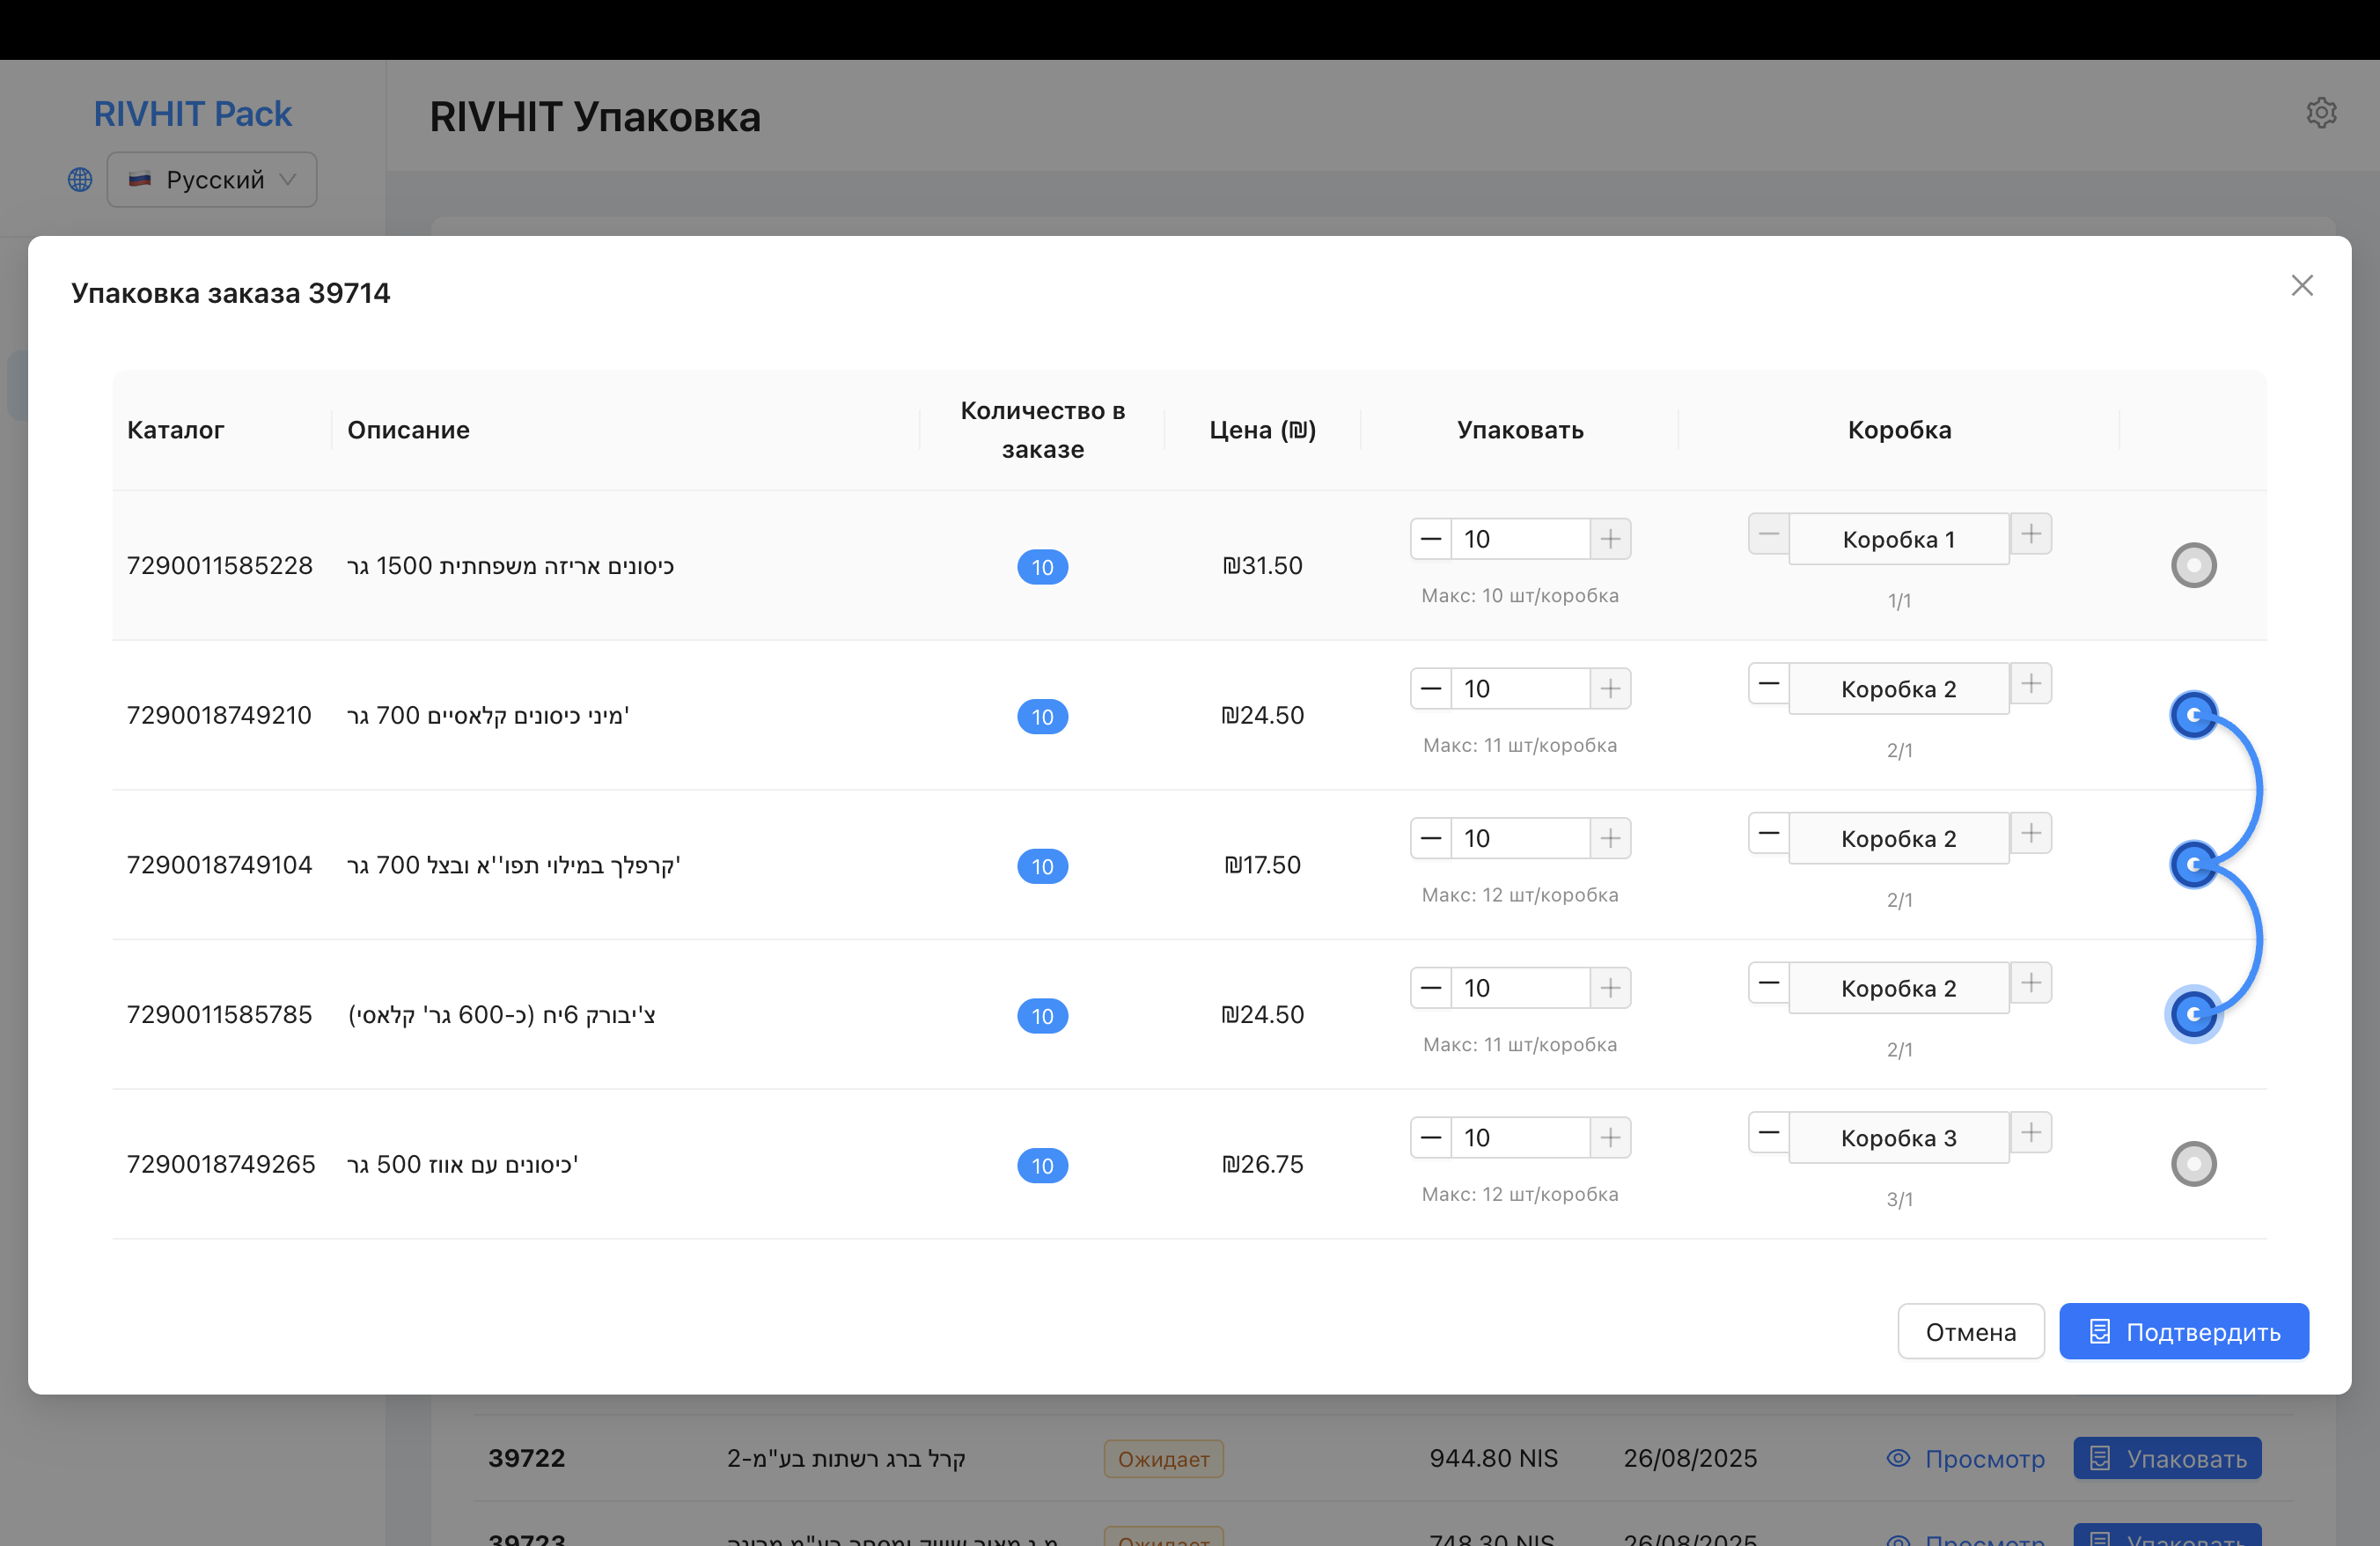 RIVHIT Pack
RIVHIT Упаковка
Русский
Упаковка заказа 39714
Каталог
Описание
Количество в
заказе
Цена (₪)
Упаковать
Коробка
7290011585228
כיסונים אריזה משפחתית 1500 גר
10
₪31.50
10
Макс: 10 шт/коробка
Коробка 1
1/1
7290018749210
מיני כיסונים קלאסיים 700 גר'
10
₪24.50
10
Макс: 11 шт/коробка
Коробка 2
2/1
7290018749104
קרפלך במילוי תפו''א ובצל 700 גר'
10
₪17.50
10
Макс: 12 шт/коробка
Коробка 2
2/1
7290011585785
צ'יבורק 6יח (כ-600 גר' קלאסי)
10
₪24.50
10
Макс: 11 шт/коробка
Коробка 2
2/1
7290018749265
כיסונים עם אווז 500 גר'
10
₪26.75
10
Макс: 12 шт/коробка
Коробка 3
3/1
Отмена
Подтвердить
39722
קרל ברג רשתות בע"מ-2
Ожидает
944.80 NIS
26/08/2025
Просмотр
Упаковать
39723
Ожидает
748.30 NIS
26/08/2025
Просмотр
Упаковать